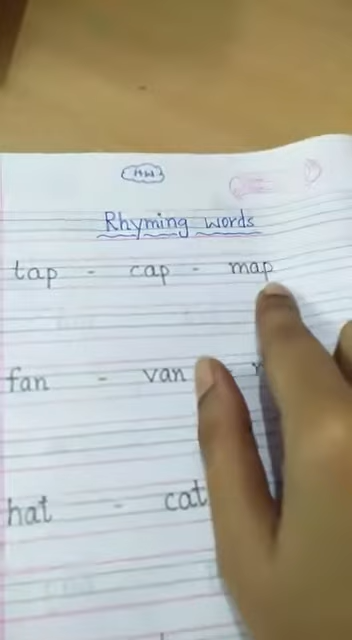 HW
Rhyming words
tap - cap - map
fan - van -
hat - cat